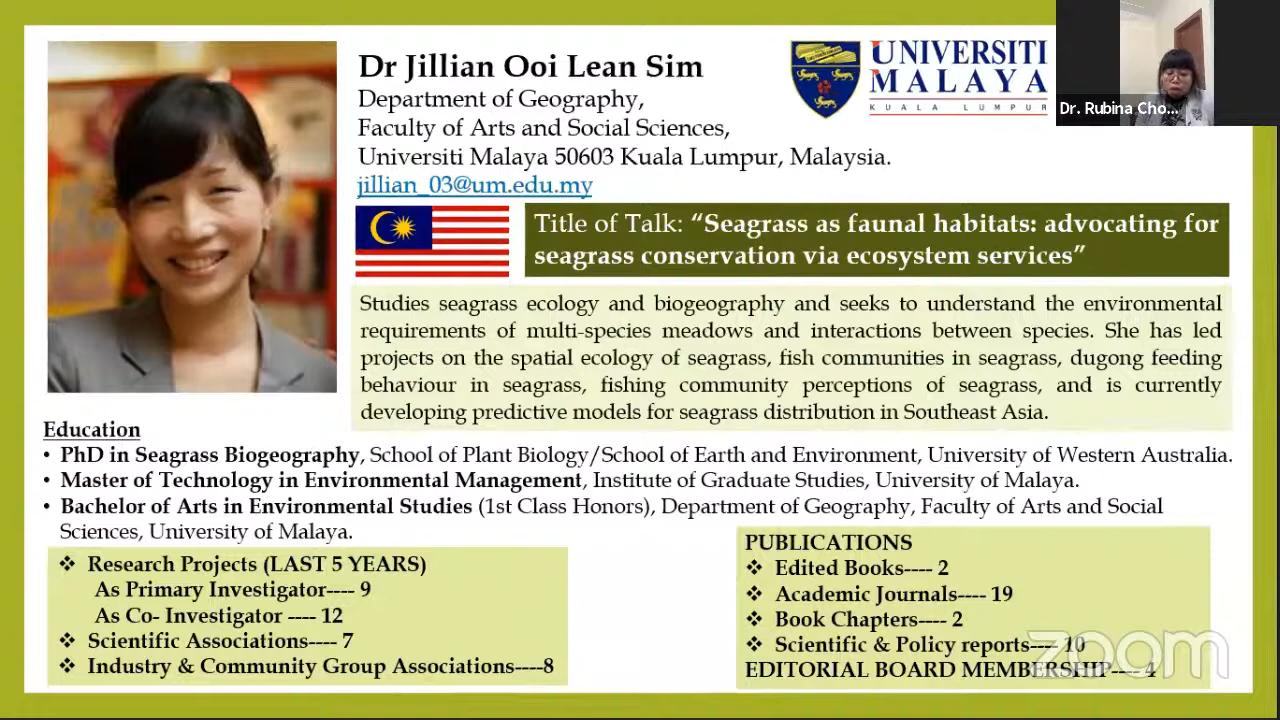 Dr Jillian Ooi Lean Sim
Department of Geography,
Faculty of Arts and Social Sciences,
Universiti Malaya 50603 Kuala Lumpur, Malaysia.
jillian_03@um.edu.my
UNIVERSITI
MALAYA
KUALA LUMPUR
Dr. Rubina Cho...
Title of Talk: “Seagrass as faunal habitats: advocating for
seagrass conservation via ecosystem services”
Studies seagrass ecology and biogeography and seeks to understand the environmental
requirements of multi-species meadows and interactions between species. She has led
projects on the spatial ecology of seagrass, fish communities in seagrass, dugong feeding
behaviour in seagrass, fishing community perceptions of seagrass, and is currently
developing predictive models for seagrass distribution in Southeast Asia.
Education
• PhD in Seagrass Biogeography, School of Plant Biology/School of Earth and Environment, University of Western Australia.
• Master of Technology in Environmental Management, Institute of Graduate Studies, University of Malaya.
• Bachelor of Arts in Environmental Studies (1st Class Honors), Department of Geography, Faculty of Arts and Social
Sciences, University of Malaya.
❖ Research Projects (LAST 5 YEARS)
As Primary Investigator---- 9
As Co- Investigator ---- 12
❖ Scientific Associations---- 7
❖ Industry & Community Group Associations----8
PUBLICATIONS
❖ Edited Books---- 2
❖ Academic Journals---- 19
❖ Book Chapters---- 2
❖ Scientific & Policy reports---- 10
EDITORIAL BOARD MEMBERSHIP---- 4
zoom